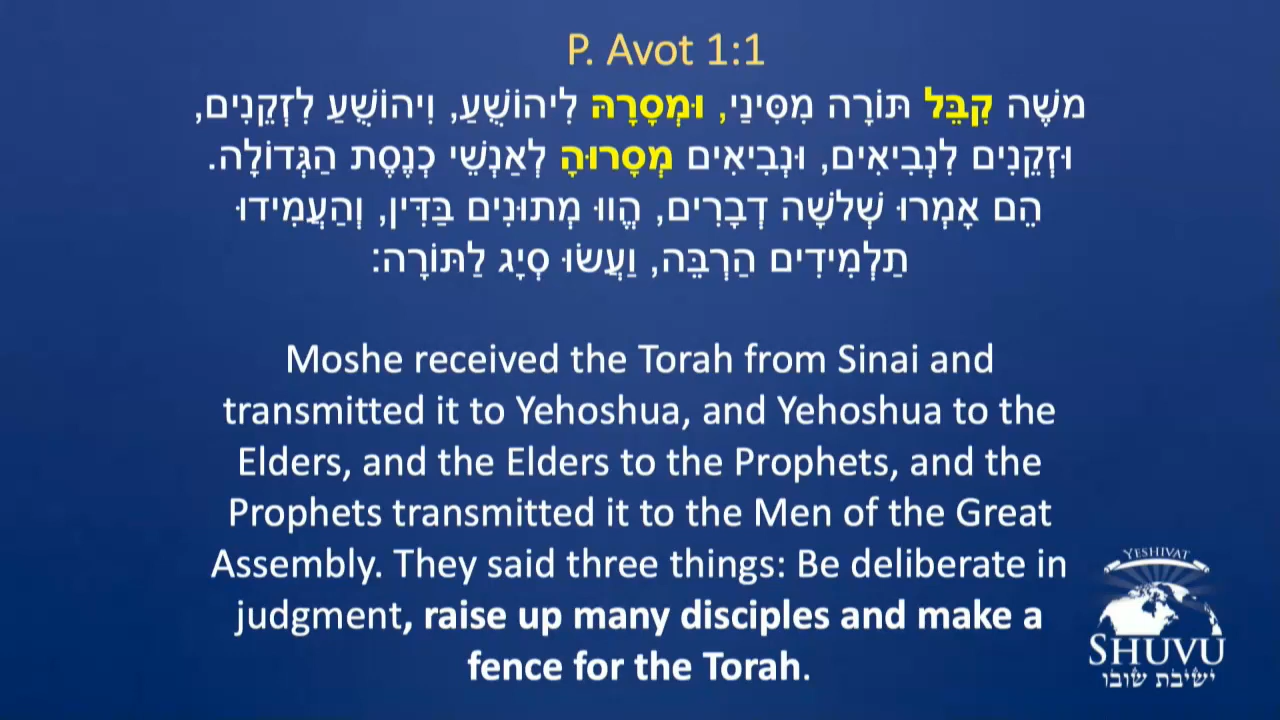 P. Avot 1:1
משֶׁה קִבֵּל תּוֹרָה מִסִּינַי, וּמְסָרָהּ לִיהוֹשֻׁעַ, וִיהוֹשֻׁעַ לִזְקֵנִים,
וּזְקֵנִים לִנְבִיאִים, וּנְבִיאִים מְסָרוּהָ לְאַנְשֵׁי כְנֶסֶת הַגְּדוֹלָה.
הֵם אָמְרוּ שְׁלשָׁה דְבָרִים, הֱווּ מְתוּנִים בַּדִּין, וְהַעֲמִידוּ
תַלְמִידִים הַרְבֵּה, וַעֲשׂוּ סְיָג לַתּוֹרָה:
Moshe received the Torah from Sinai and
transmitted it to Yehoshua, and Yehoshua to the
Elders, and the Elders to the Prophets, and the
Prophets transmitted it to the Men of the Great
Assembly. They said three things: Be deliberate in
judgment, raise up many disciples and make a
fence for the Torah.
YESHIVAT
SHUVU
ישיבת שובו